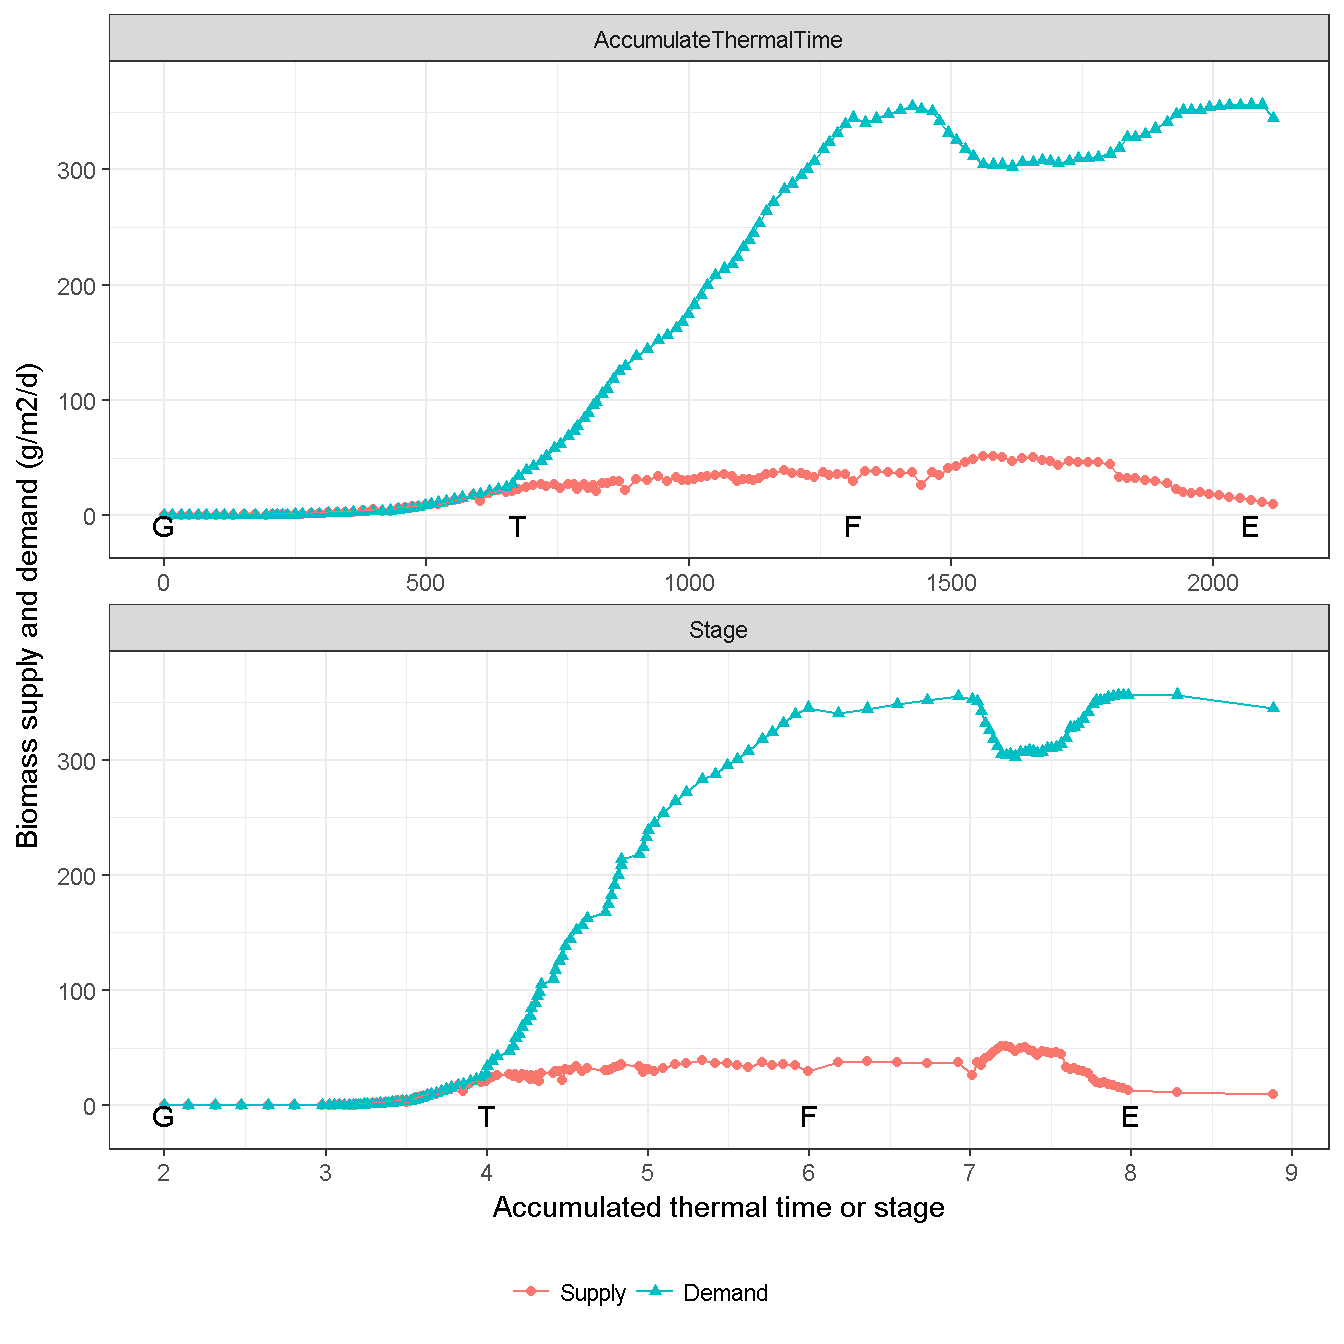 AccumulateThermalTime
Biomass supply and demand (g/m2/d)
300
200
100
0
G T F E
0 500 1000 1500 2000
Stage
300
200
100
0
G T F E
2 3 4 5 6 7 8 9
Accumulated thermal time or stage
Supply Demand